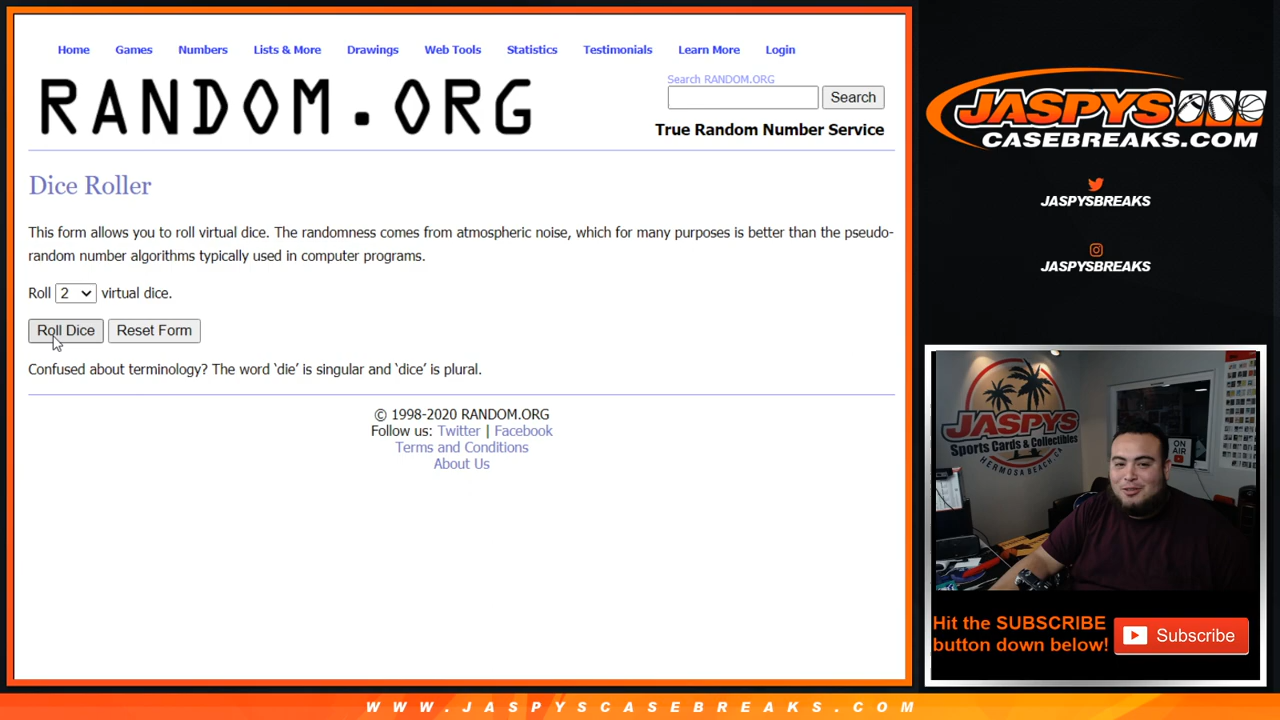 Home Games Numbers Lists & More Drawings Web Tools Statistics Testimonials Learn More Login
RANDOM.ORG
Search RANDOM.ORG
Search
True Random Number Service
Dice Roller
This form allows you to roll virtual dice. The randomness comes from atmospheric noise, which for many purposes is better than the pseudo-
random number algorithms typically used in computer programs.
Roll 2 virtual dice.
Roll Dice Reset Form
Confused about terminology? The word ‘die’ is singular and ‘dice’ is plural.
© 1998-2020 RANDOM.ORG
Follow us: Twitter | Facebook
Terms and Conditions
About Us
JASPYS
CASEBREAKS.COM
JASPYSBREAKS
JASPYSBREAKS
JASPYS
Sports Cards & Collectibles
HERMOSA BEACH, CA
ON AIR
Hit the SUBSCRIBE
button down below!
Subscribe
WWW.JASPYSCASEBREAKS.COM